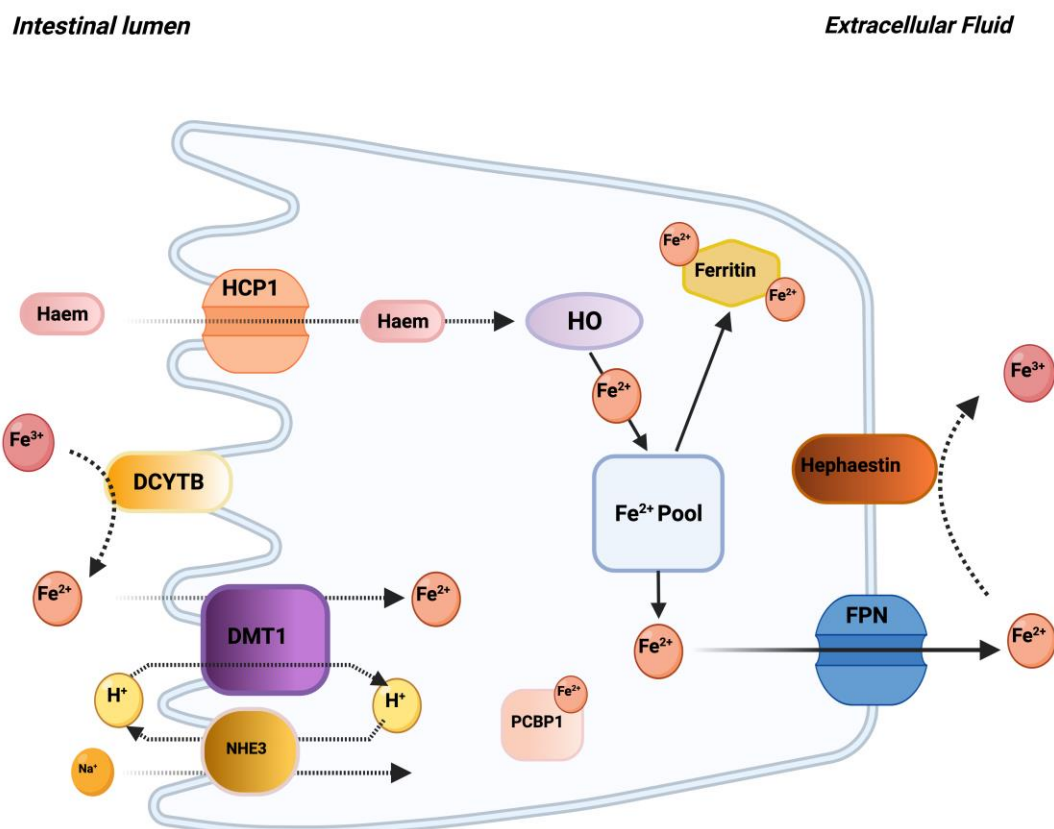 Intestinal lumen
Extracellular Fluid
Fe²⁺
Ferritin
Fe²⁺
HCP1
Haem
Haem
HO
Fe²⁺
Fe³⁺
Fe³⁺
DCYTB
Hephaestin
Fe²⁺ Pool
Fe²⁺
Fe²⁺
DMT1
FPN
Fe²⁺
Fe²⁺
H⁺
H⁺
Fe²⁺
PCBP1
NHE3
Na⁺